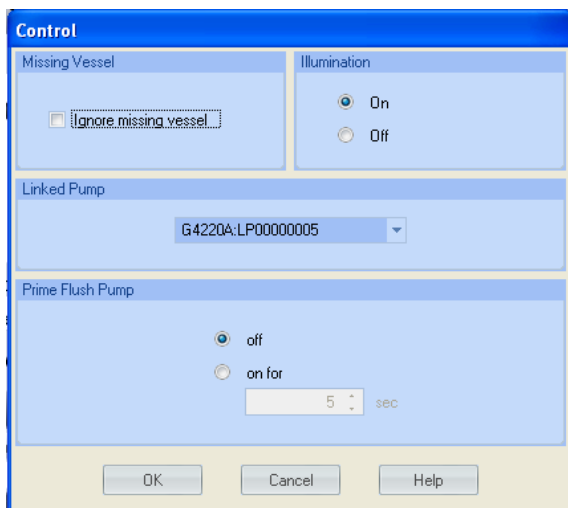 Control
Missing Vessel
Illumination
Ignore missing vessel
On
Off
Linked Pump
G4220A:LP00000005
Prime Flush Pump
off
on for
5 sec
OK Cancel Help